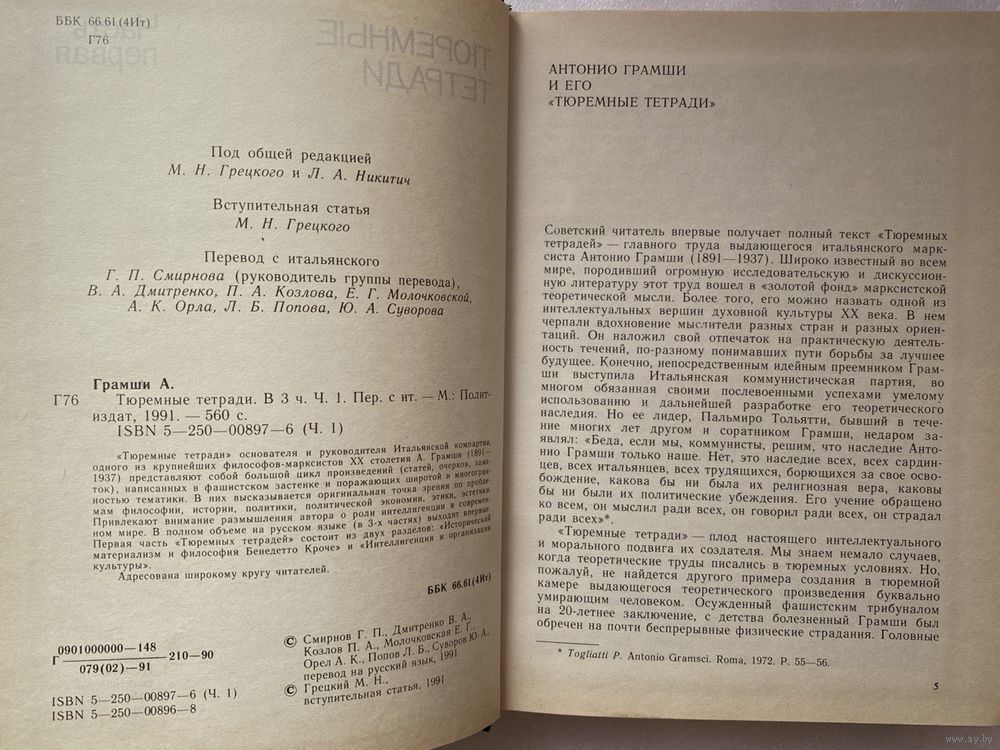 ББК 66.61(4Ит)
Г76
ТЮРЕМНЫЕ
ТЕТРАДИ
часть
первая
Под общей редакцией
М. Н. Грецкого и Л. А. Никитич
Вступительная статья
М. Н. Грецкого
Перевод с итальянского
Г. П. Смирнова (руководитель группы перевода),
В. А. Дмитренко, П. А. Козлова, Е. Г. Молочковской,
А. К. Орла, Л. Б. Попова, Ю. А. Суворова
Грамши А.
Г76 Тюремные тетради. В 3 ч. Ч. 1. Пер. с ит. — М.: Полит-
издат, 1991. — 560 с.
ISBN 5—250—00897—6 (Ч. 1)
«Тюремные тетради» основателя и руководителя Итальянской компартии,
одного из крупнейших философов-марксистов XX столетия А. Грамши (1891—
1937) представляют собой большой цикл произведений (статей, очерков, заме-
ток), написанных в фашистском застенке и поражающих широтой и многогран-
ностью тематики. В них высказывается оригинальная точка зрения по пробле-
мам философии, истории, политики, политической экономии, этики, эстетики.
Привлекают внимание размышления автора о роли интеллигенции в современ-
ном мире. В полном объеме на русском языке (в 3-х частях) выходят впервые.
Первая часть «Тюремных тетрадей» состоит из двух разделов: «Исторический
материализм и философия Бенедетто Кроче» и «Интеллигенция и организация
культуры».
Адресована широкому кругу читателей.
ББК 66.61(4Ит)
Г 0901000000—148
079(02)—91 210—90
ISBN 5—250—00897—6 (Ч. 1)
ISBN 5—250—00896—8
© Смирнов Г. П., Дмитренко В. А.,
Козлов П. А., Молочковская Е. Г.,
Орел А. К., Попов Л. Б., Суворов Ю. А.,
перевод на русский язык, 1991
© Грецкий М. Н.,
вступительная статья, 1991
АНТОНИО ГРАМШИ
И ЕГО
«ТЮРЕМНЫЕ ТЕТРАДИ»
Советский читатель впервые получает полный текст «Тюремных
тетрадей» — главного труда выдающегося итальянского марк-
систа Антонио Грамши (1891—1937). Широко известный во всем
мире, породивший огромную исследовательскую и дискуссион-
ную литературу этот труд вошел в «золотой фонд» марксистской
теоретической мысли. Более того, его можно назвать одной из
интеллектуальных вершин духовной культуры XX века. В нем
черпали вдохновение мыслители разных стран и разных ориен-
таций. Он наложил свой отпечаток на практическую деятель-
ность течений, по-разному понимавших пути борьбы за лучшее
будущее. Конечно, непосредственным идейным преемником Грам-
ши выступила Итальянская коммунистическая партия, во
многом обязанная своими послевоенными успехами умелому
использованию и дальнейшей разработке его теоретического
наследия. Но ее лидер, Пальмиро Тольятти, бывший в тече-
ние многих лет другом и соратником Грамши, недаром за-
являл: «Беда, если мы, коммунисты, решим, что наследие Анто-
нио Грамши только наше. Нет, это наследие всех, всех сардин-
цев, всех итальянцев, всех трудящихся, борющихся за свое осво-
бождение, какова бы ни была их религиозная вера, каковы
бы ни были их политические убеждения. Его учение обращено
ко всем, он мыслил ради всех, он говорил ради всех, он страдал
ради всех»*.
«Тюремные тетради» — плод настоящего интеллектуального
и морального подвига их создателя. Мы знаем немало случаев,
когда теоретические труды писались в тюремных условиях. Но,
пожалуй, не найдется другого примера создания в тюремной
камере выдающегося теоретического произведения буквально
умирающим человеком. Осужденный фашистским трибуналом
на 20-летнее заключение, с детства болезненный Грамши был
обречен на почти беспрерывные физические страдания. Головные
* Togliatti P. Antonio Gramsci. Roma, 1972. P. 55—56.
5
www.ay.by